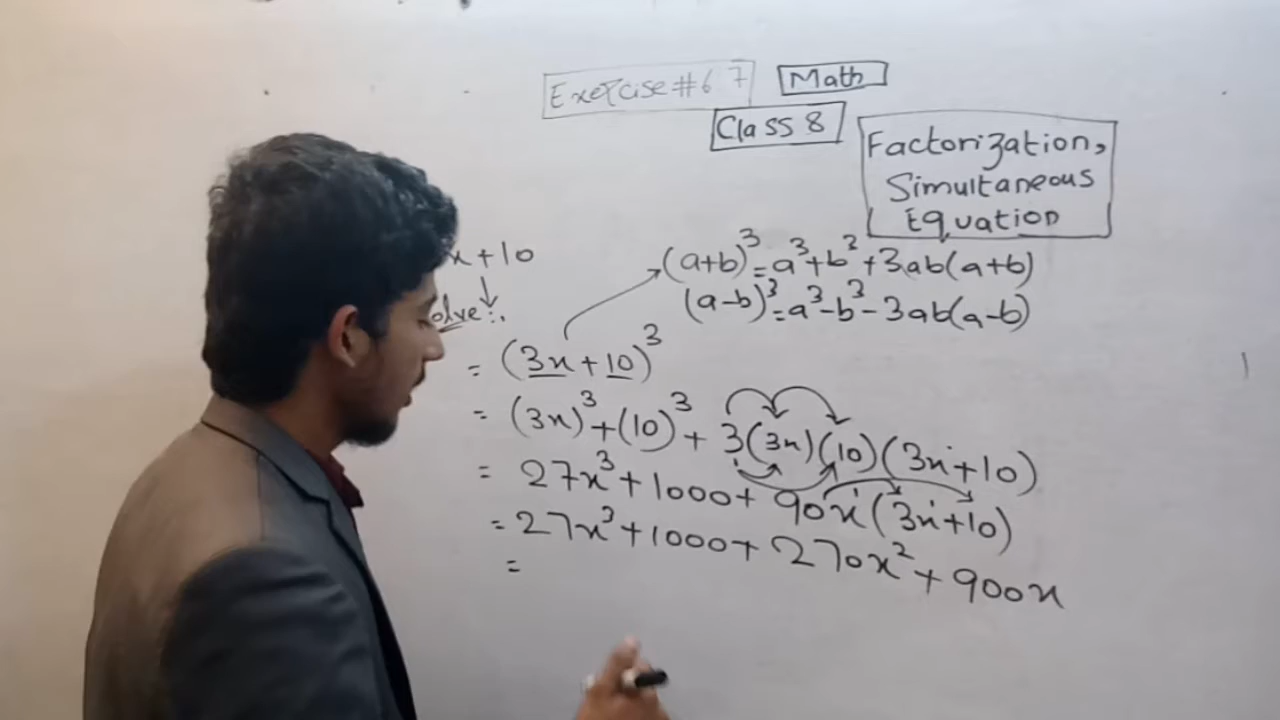 Exercise #6 7
Math
Class 8
Factorization,
Simultaneous
Equation
x+10
olve:.
(a+b)³=a³+b³+3ab(a+b)
(a-b)³=a³-b³-3ab(a-b)
= (3x+10)³
= (3x)³+(10)³+3(3x)(10)(3x+10)
= 27x³+1000+90x(3x+10)
=27x³+1000+270x²+900x
=